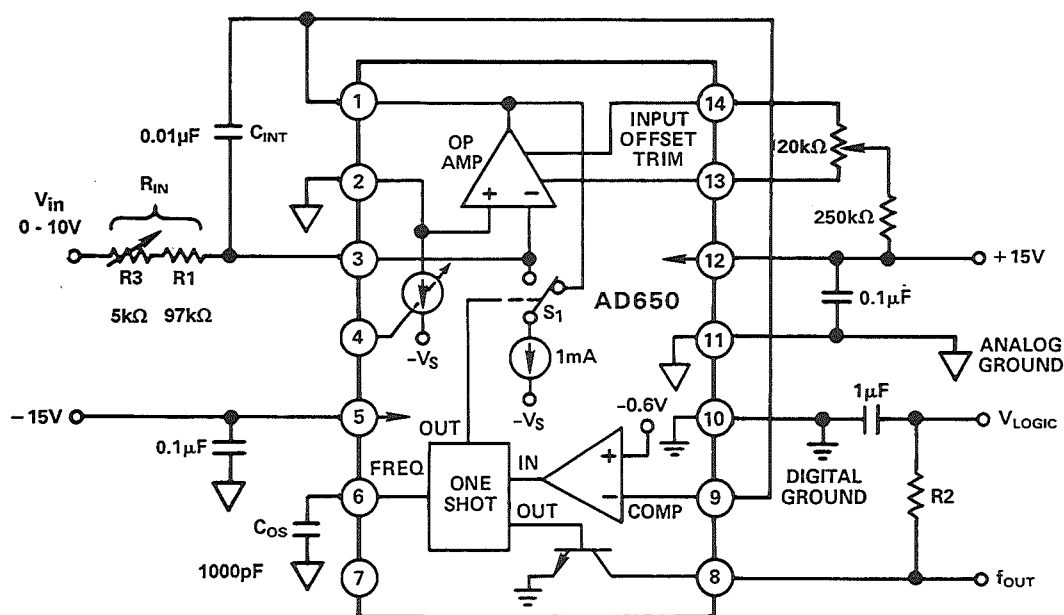 1
14
INPUT
OFFSET
TRIM
OP
AMP
0.01µF
C_INT
20kΩ
2
13
+
–
V_in
0 - 10V
R_IN
250kΩ
R3
R1
5kΩ
97kΩ
3
12
+15V
AD650
S_1
0.1µF
4
11
1mA
–V_S
–V_S
ANALOG
GROUND
–15V
5
10
–0.6V
1µF
V_LOGIC
0.1µF
OUT
DIGITAL
GROUND
FREQ
6
ONE
SHOT
IN
+
–
COMP
9
R2
OUT
C_OS
1000pF
7
8
f_OUT